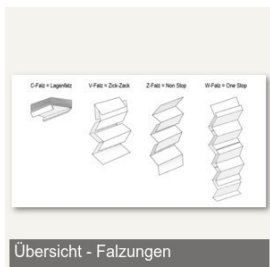 C-Falz = Lagenfalz V-Falz = Zick-Zack Z-Falz = Non Stop W-Falz = One Stop
Übersicht - Falzungen